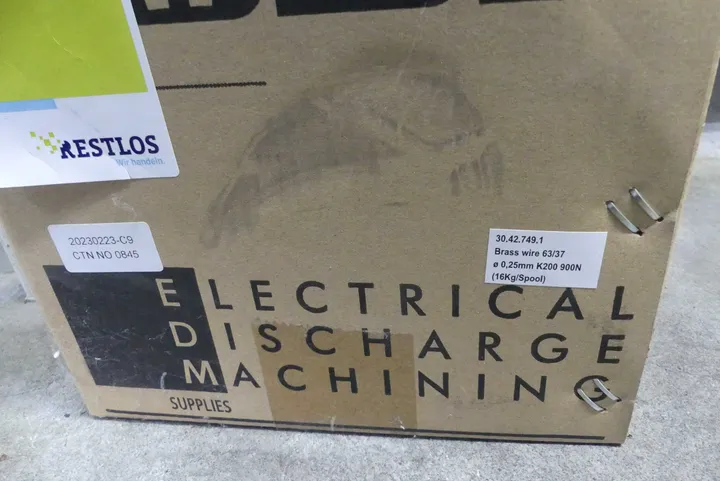 RESTLOS
Wir handeln.
20230223-C9
CTN NO 0845
30.42.749.1
Brass wire 63/37
ø 0,25mm K200 900N
(16Kg/Spool)
ELECTRICAL
DISCHARGE
MACHINING
SUPPLIES